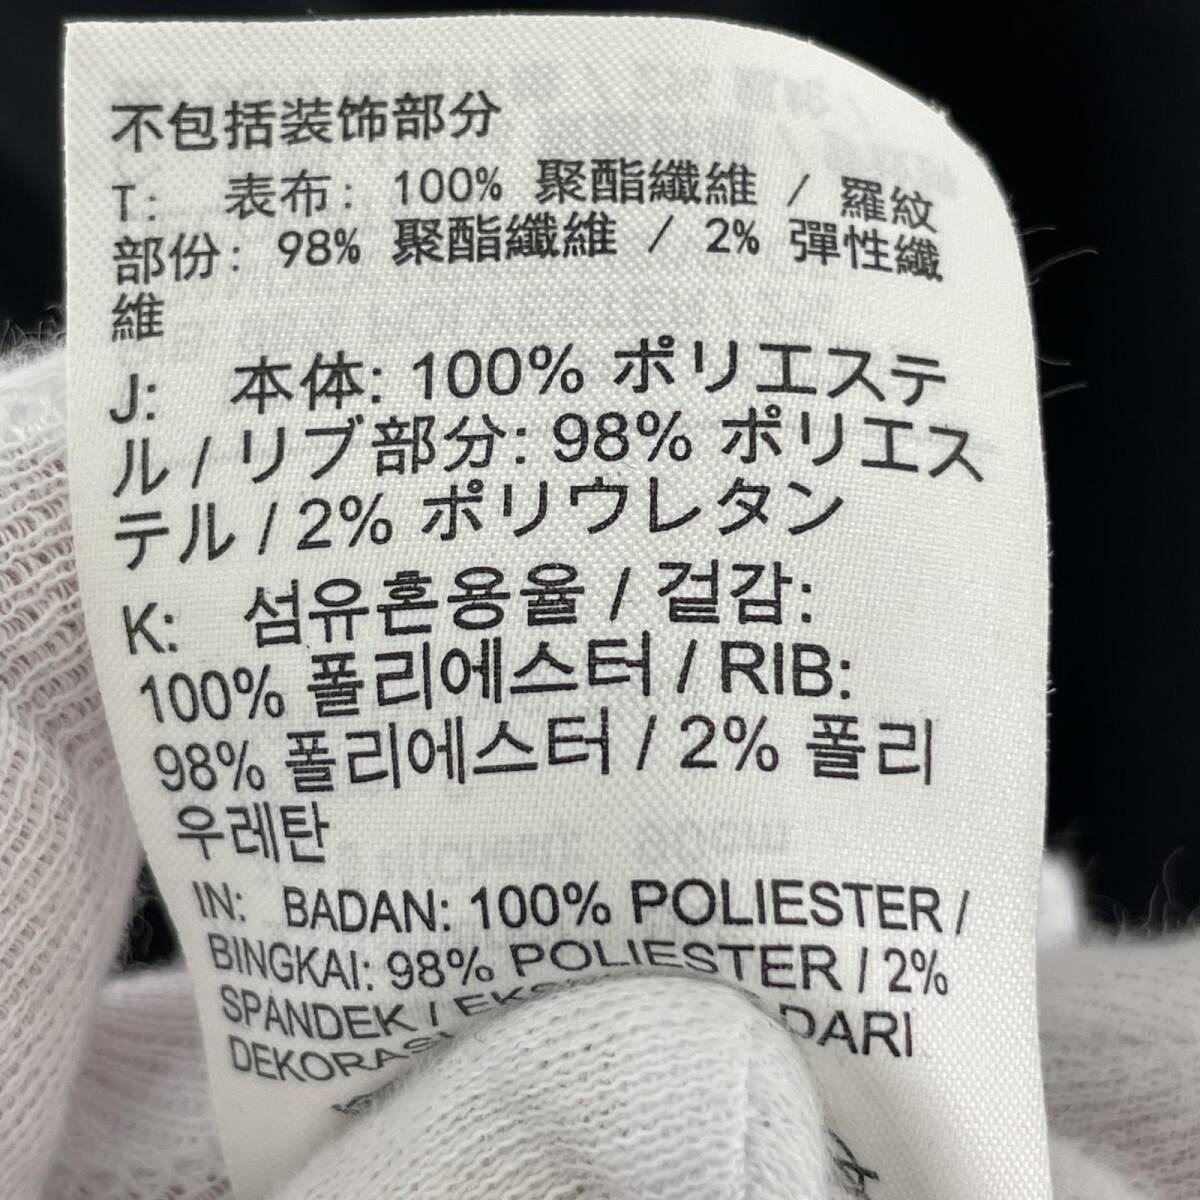 不包括装饰部分
T: 表布: 100% 聚酯纖維 / 羅紋
部份: 98% 聚酯纖維 / 2% 彈性纖
維
J: 本体: 100% ポリエステ
ル / リブ部分: 98% ポリエス
テル / 2% ポリウレタン
K: 섬유혼용율 / 겉감:
100% 폴리에스터 / RIB:
98% 폴리에스터 / 2% 폴리
우레탄
IN: BADAN: 100% POLIESTER /
BINGKAI: 98% POLIESTER / 2%
SPANDEK / DARI
DEKORASI